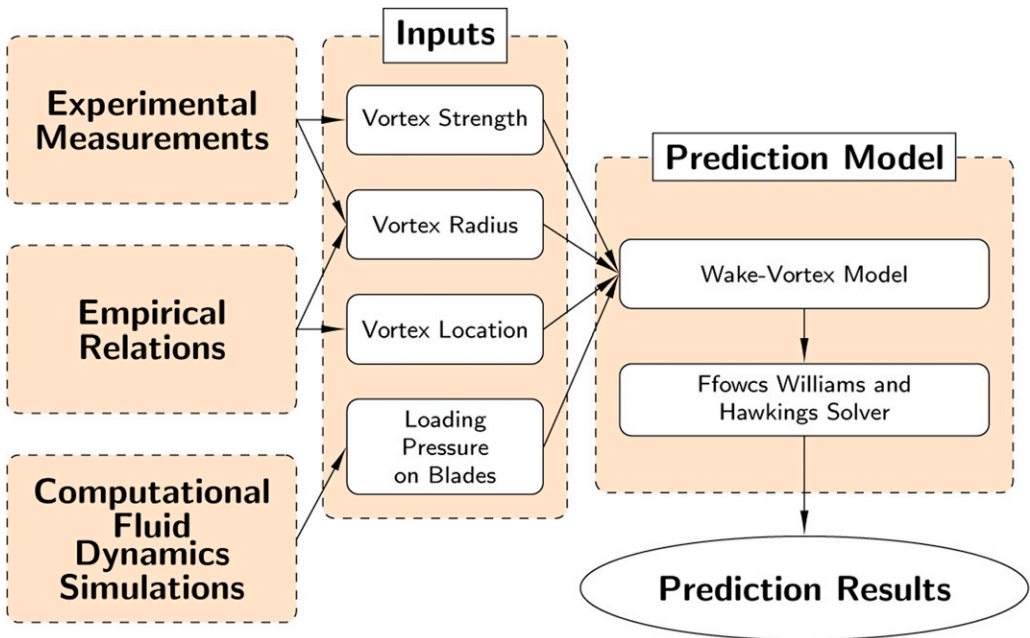 Experimental
Measurements
Empirical
Relations
Computational
Fluid
Dynamics
Simulations
Inputs
Vortex Strength
Vortex Radius
Vortex Location
Loading
Pressure
on Blades
Prediction Model
Wake-Vortex Model
Ffowcs Williams and
Hawkings Solver
Prediction Results